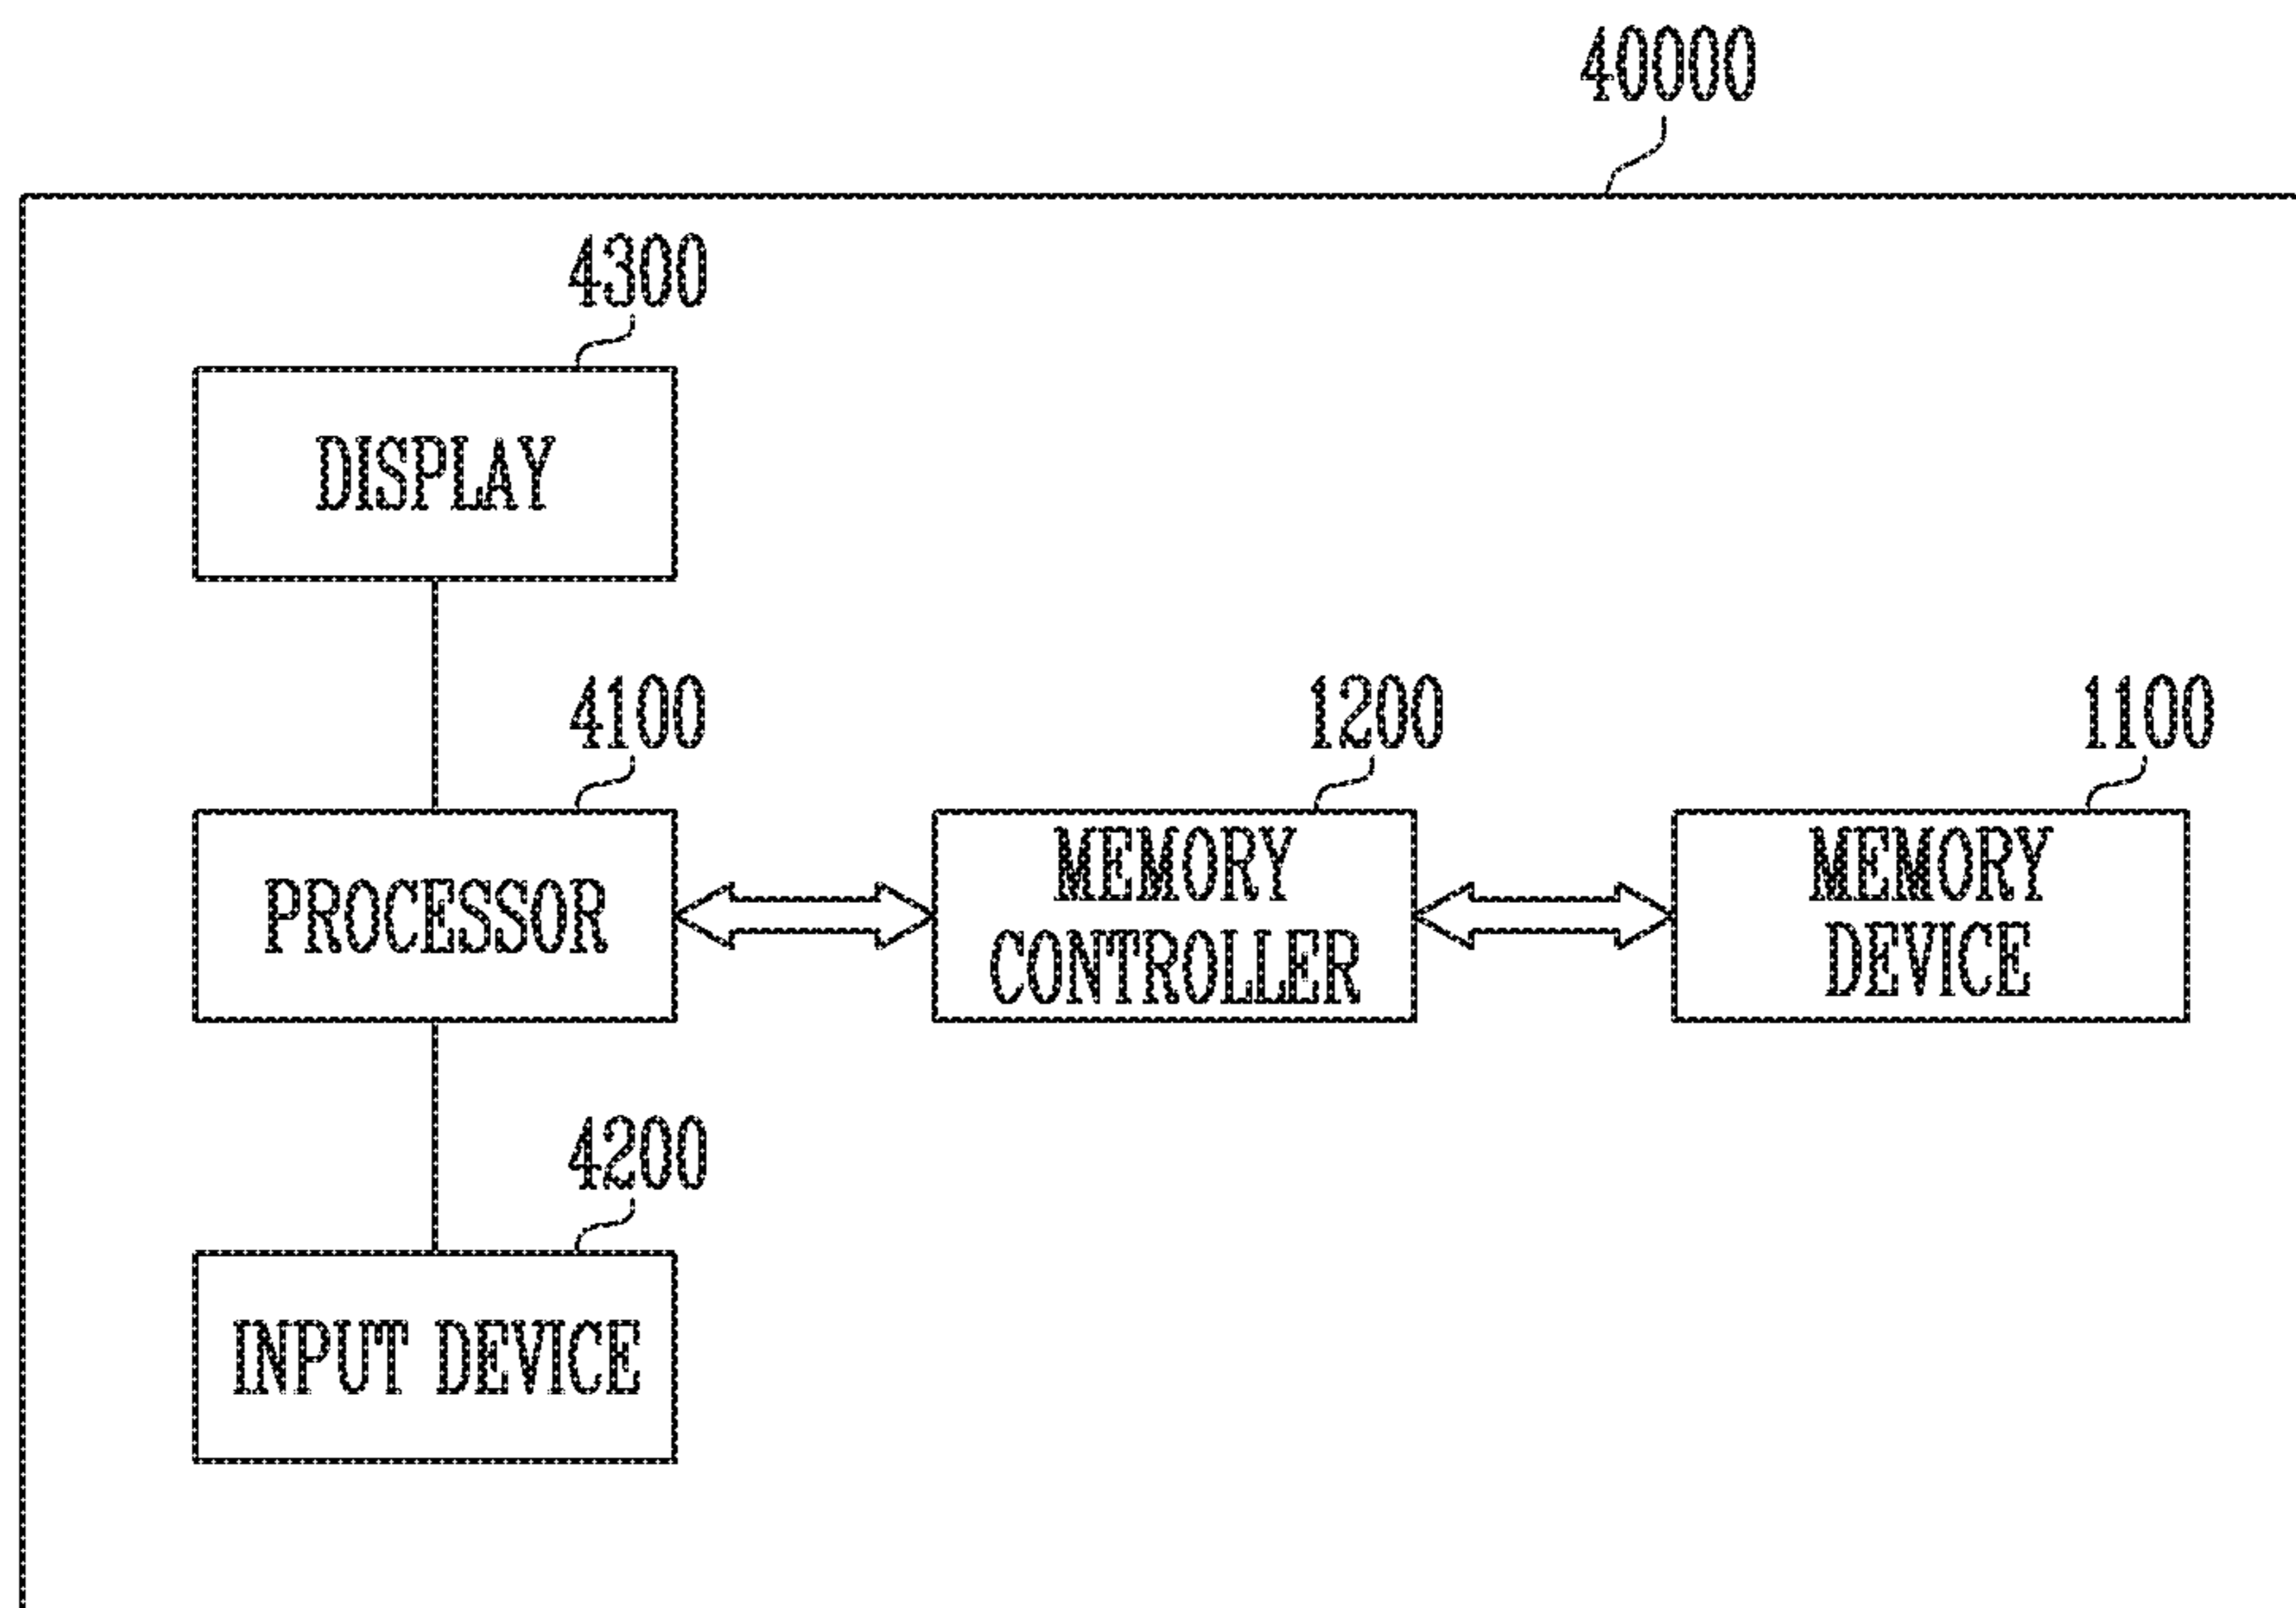 40000
4300
DISPLAY
4100
PROCESSOR
1200
MEMORY
CONTROLLER
1100
MEMORY
DEVICE
4200
INPUT DEVICE